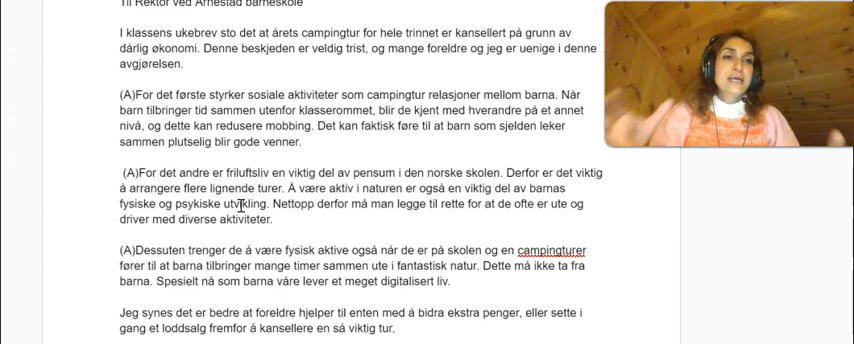 Til Rektor ved Arnestad barneskole
I klassens ukebrev sto det at årets campingtur for hele trinnet er kansellert på grunn av
dårlig økonomi. Denne beskjeden er veldig trist, og mange foreldre og jeg er uenige i denne
avgjørelsen.
(A)For det første styrker sosiale aktiviteter som campingtur relasjoner mellom barna. Når
barn tilbringer tid sammen utenfor klasserommet, blir de kjent med hverandre på et annet
nivå, og dette kan redusere mobbing. Det kan faktisk føre til at barn som sjelden leker
sammen plutselig blir gode venner.
(A)For det andre er friluftsliv en viktig del av pensum i den norske skolen. Derfor er det viktig
å arrangere flere lignende turer. Å være aktiv i naturen er også en viktig del av barnas
fysiske og psykiske utvikling. Nettopp derfor må man legge til rette for at de ofte er ute og
driver med diverse aktiviteter.
(A)Dessuten trenger de å være fysisk aktive også når de er på skolen og en campingturer
fører til at barna tilbringer mange timer sammen ute i fantastisk natur. Dette må ikke ta fra
barna. Spesielt nå som barna våre lever et meget digitalisert liv.
Jeg synes det er bedre at foreldre hjelper til enten med å bidra ekstra penger, eller sette i
gang et loddsalg fremfor å kansellere en så viktig tur.